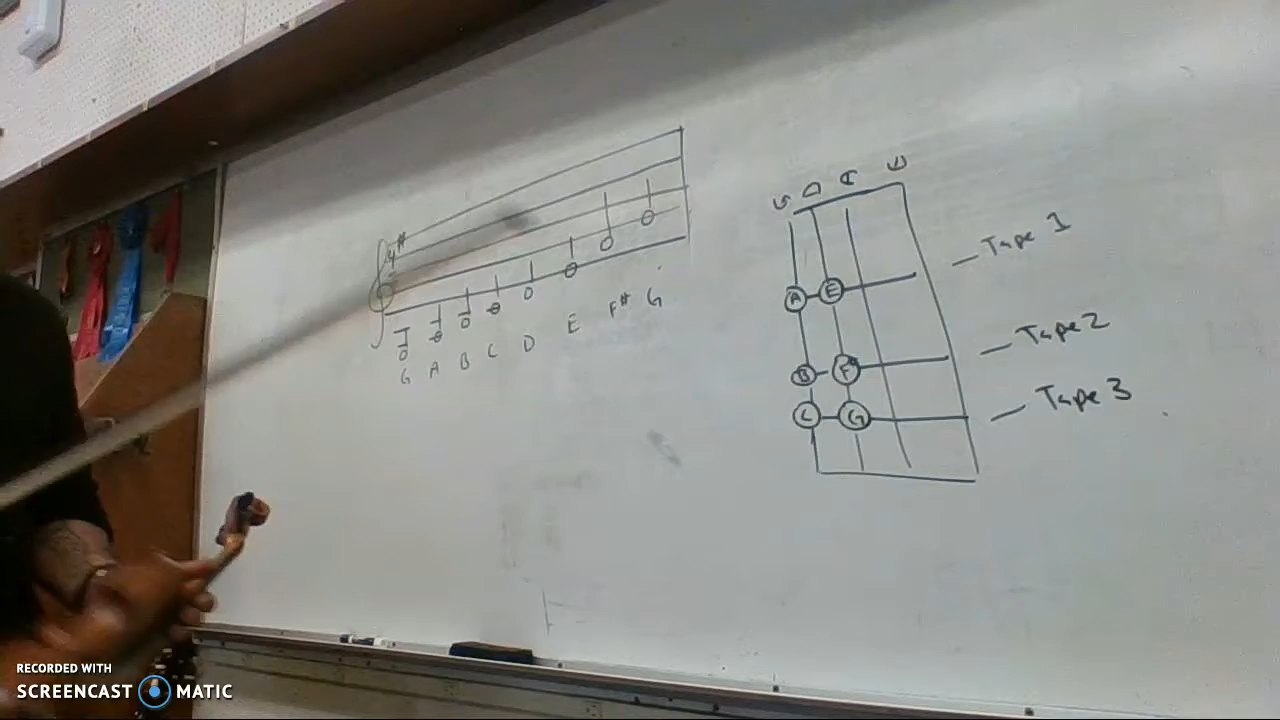 G A B C D E F# G
G D A E
Tape 1
A E
Tape 2
B F#
Tape 3
C G
RECORDED WITH
SCREENCAST MATIC